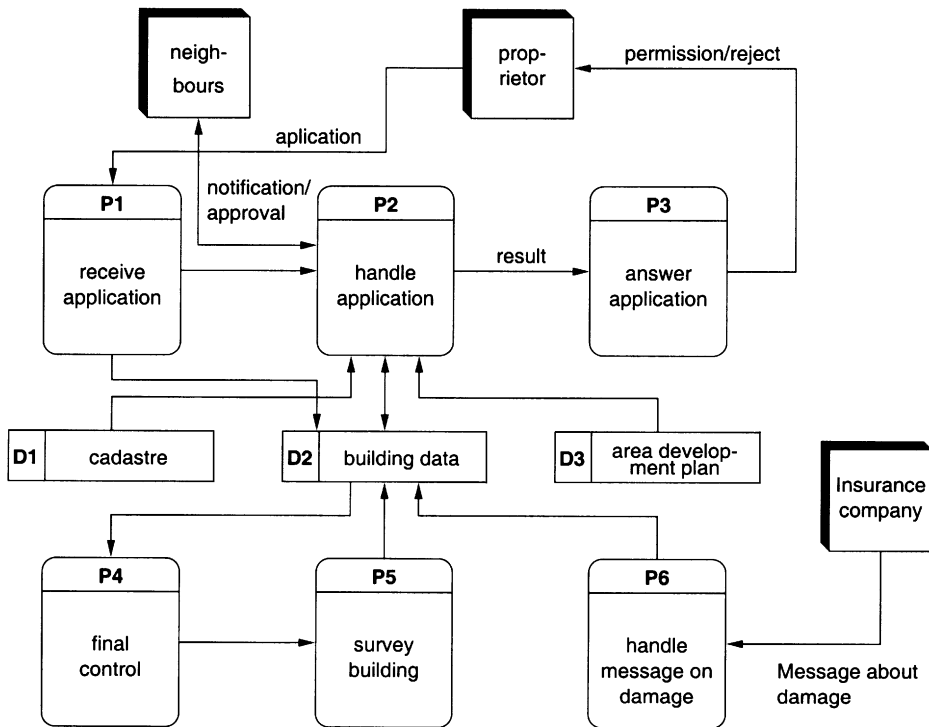 neigh-
bours
prop-
rietor
permission/reject
aplication
notification/
approval
P1
receive
application
P2
handle
application
result
P3
answer
application
D1
cadastre
D2
building data
D3
area develop-
ment plan
Insurance
company
P4
final
control
P5
survey
building
P6
handle
message on
damage
Message about
damage